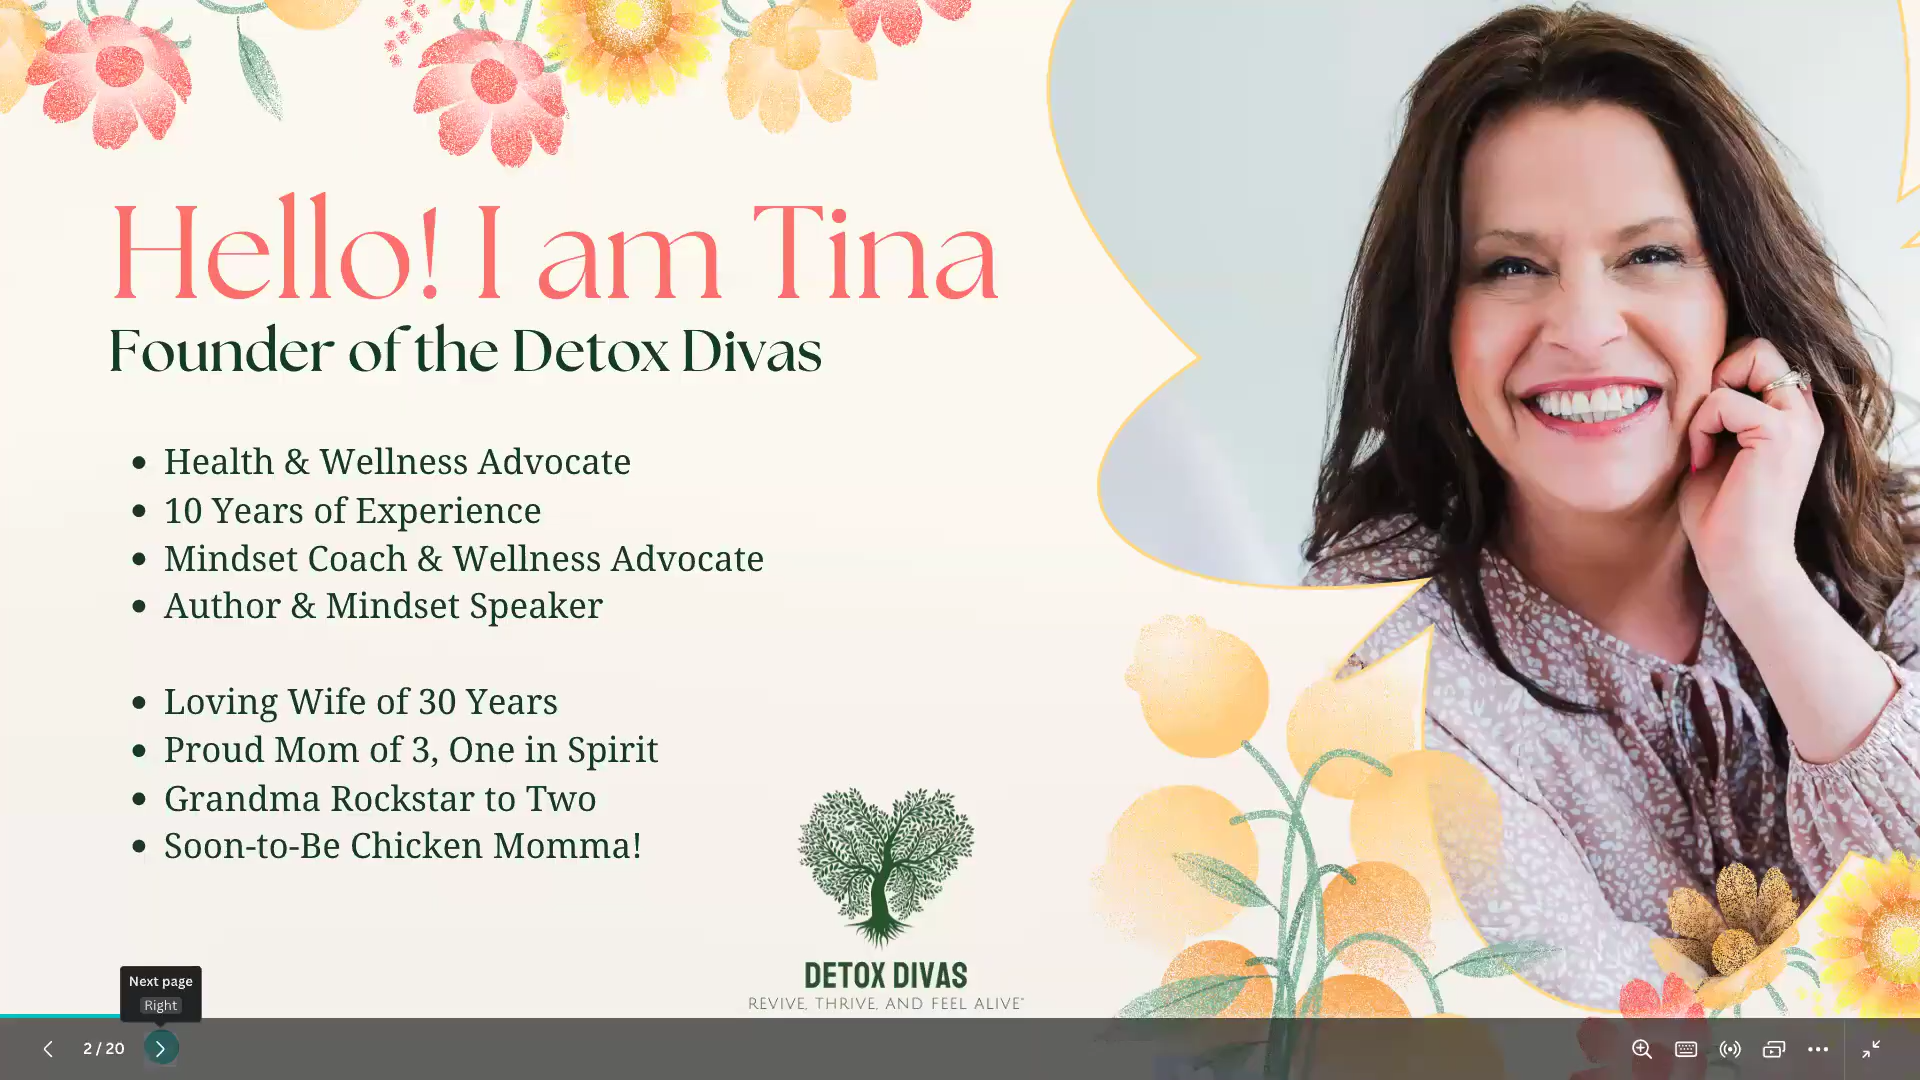 Hello! I am Tina
Founder of the Detox Divas
• Health & Wellness Advocate
• 10 Years of Experience
• Mindset Coach & Wellness Advocate
• Author & Mindset Speaker
• Loving Wife of 30 Years
• Proud Mom of 3, One in Spirit
• Grandma Rockstar to Two
• Soon-to-Be Chicken Momma!
DETOX DIVAS
REVIVE, THRIVE, AND FEEL ALIVE
Next page
Right
2 / 20